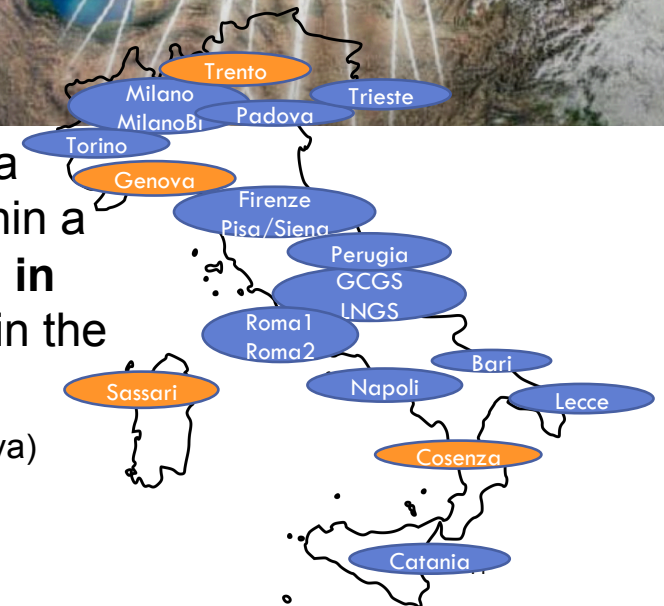 Trento
Milano
MilanoBi
Padova
Trieste
Torino
Genova
a
hin a
in
in the
va)
Firenze
Pisa/Siena
Perugia
GCGS
LNGS
Roma1
Roma2
Bari
Napoli
Lecce
Sassari
Cosenza
Catania